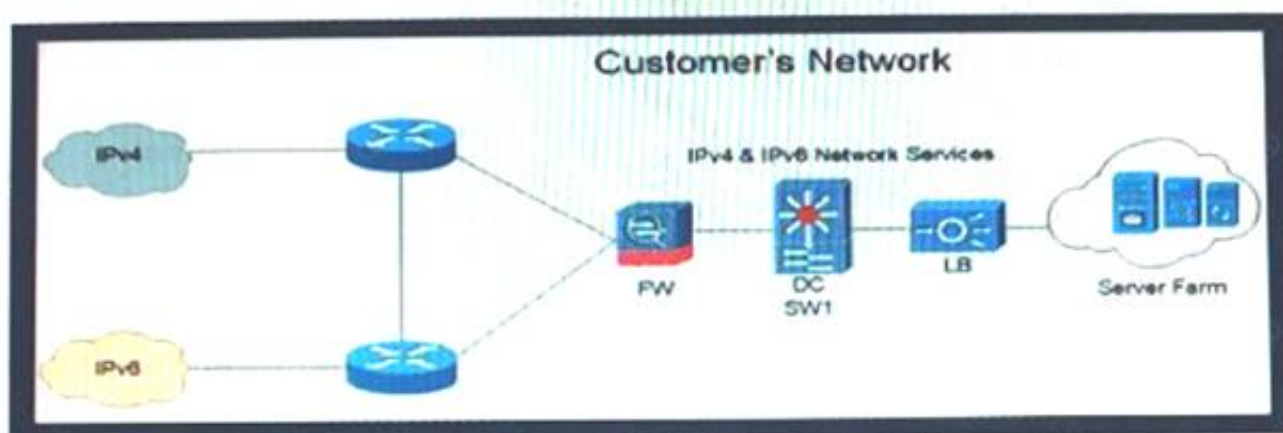 Customer's Network
IPv4
IPv4 & IPv6 Network Services
FW
DC
SW1
LB
Server Farm
IPv6